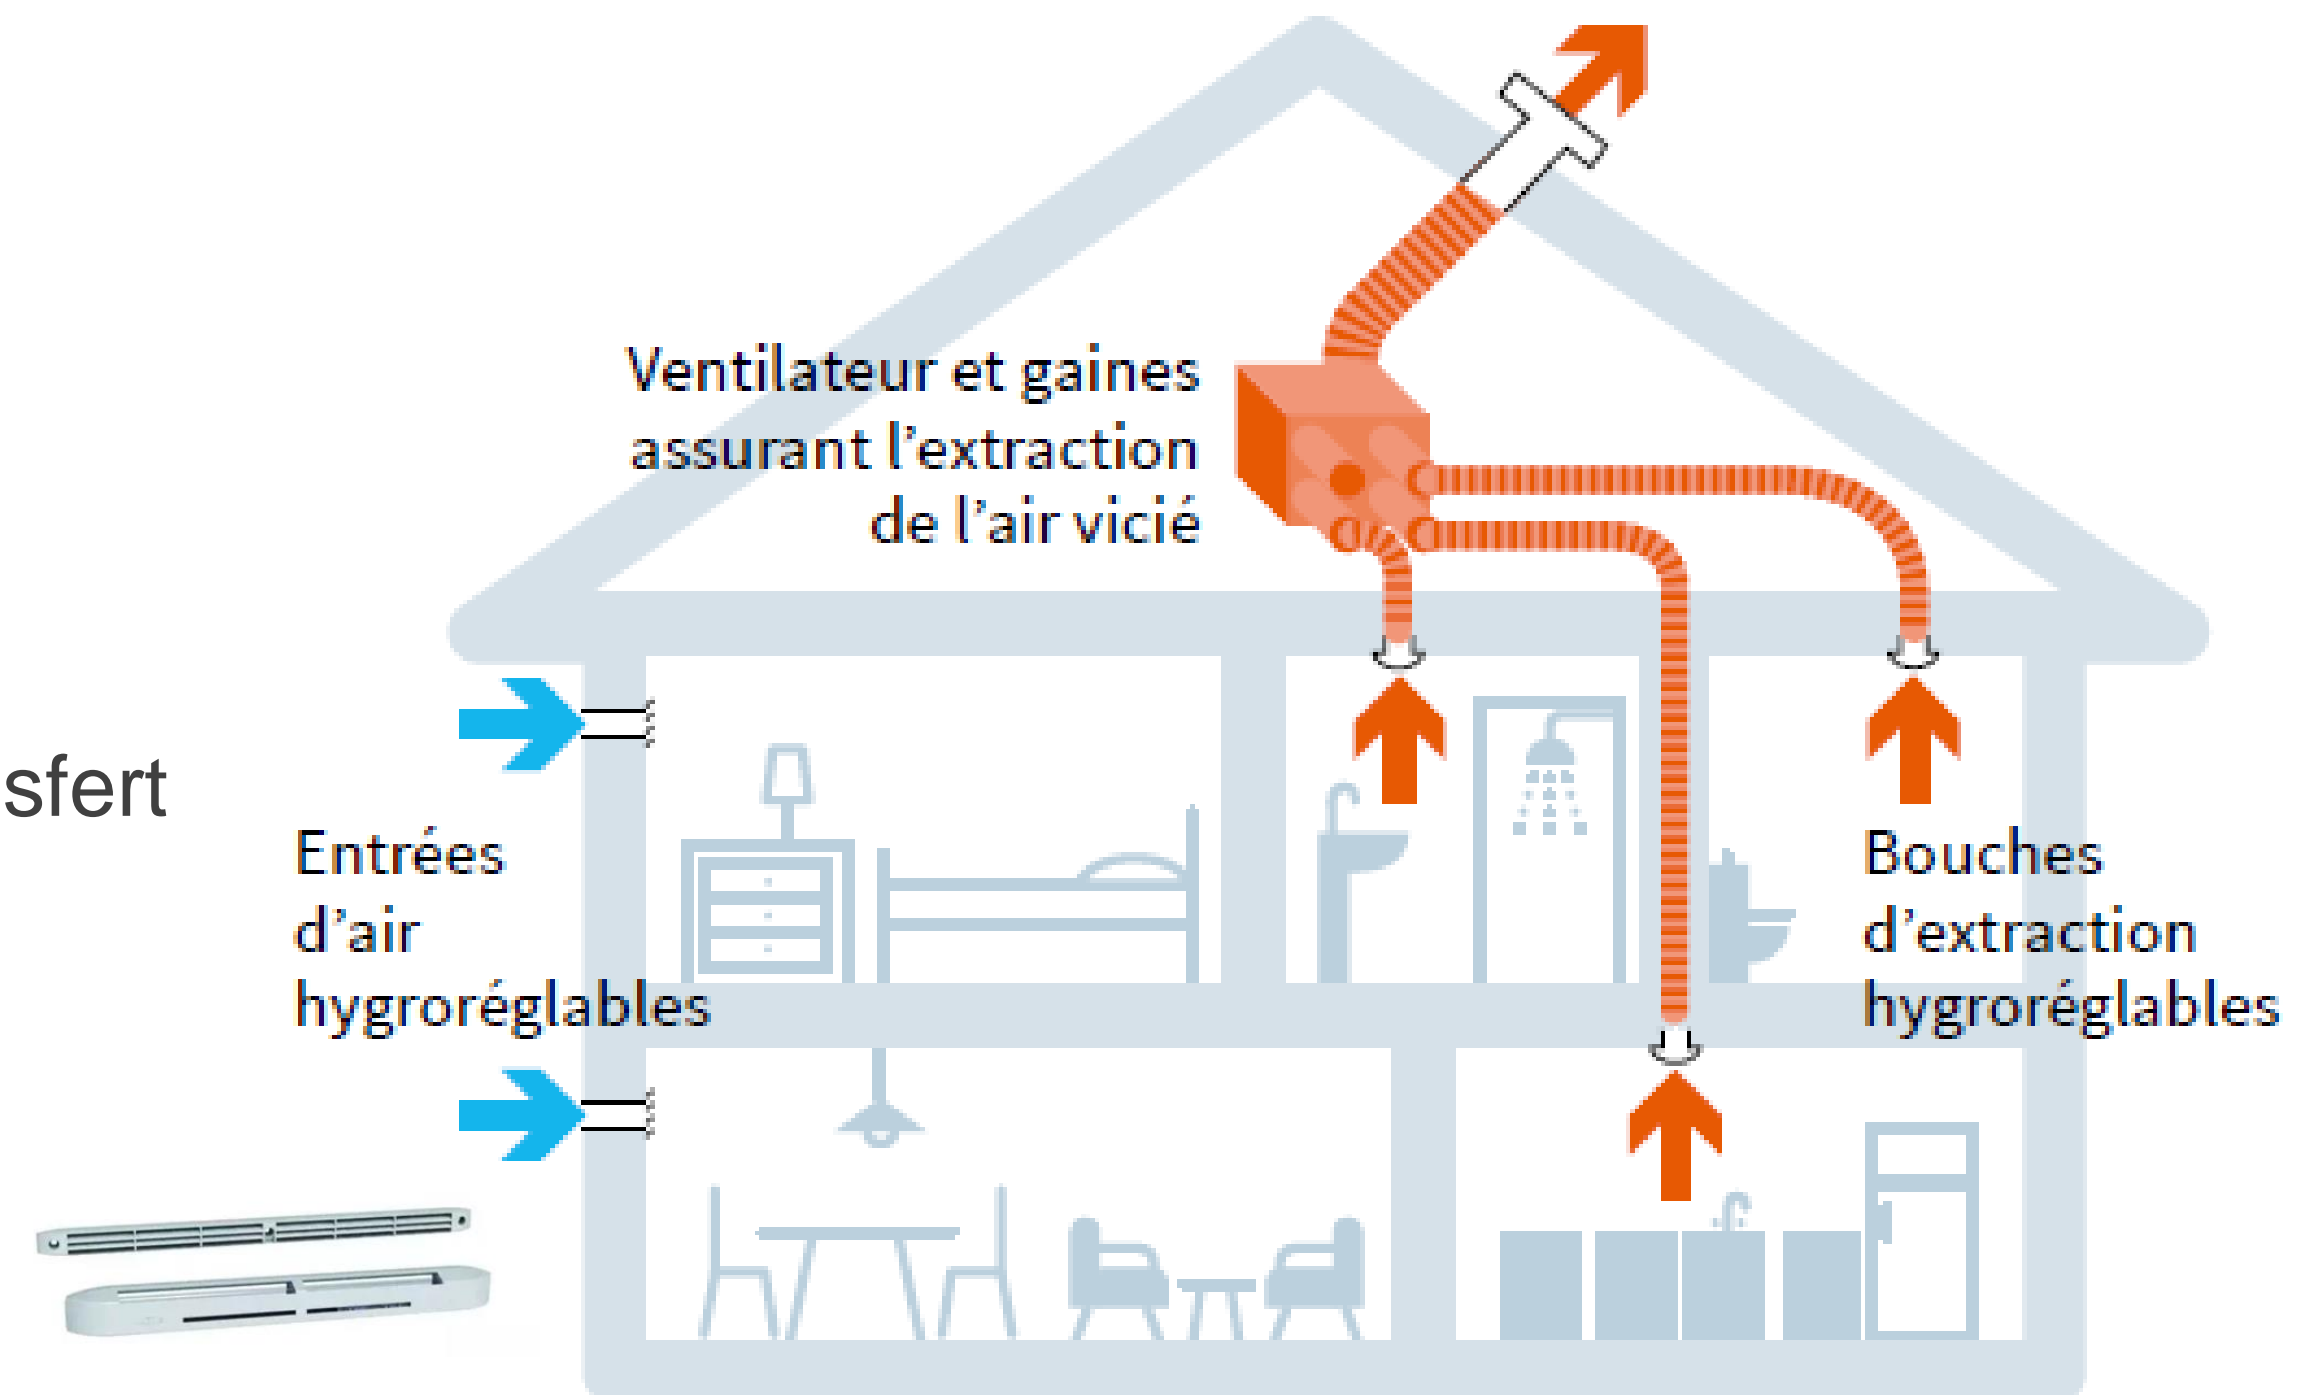 Ventilateur et gaines
assurant l'extraction
de l'air vicié
sfert
Entrées
d'air
hygroréglables
Bouches
d'extraction
hygroréglables